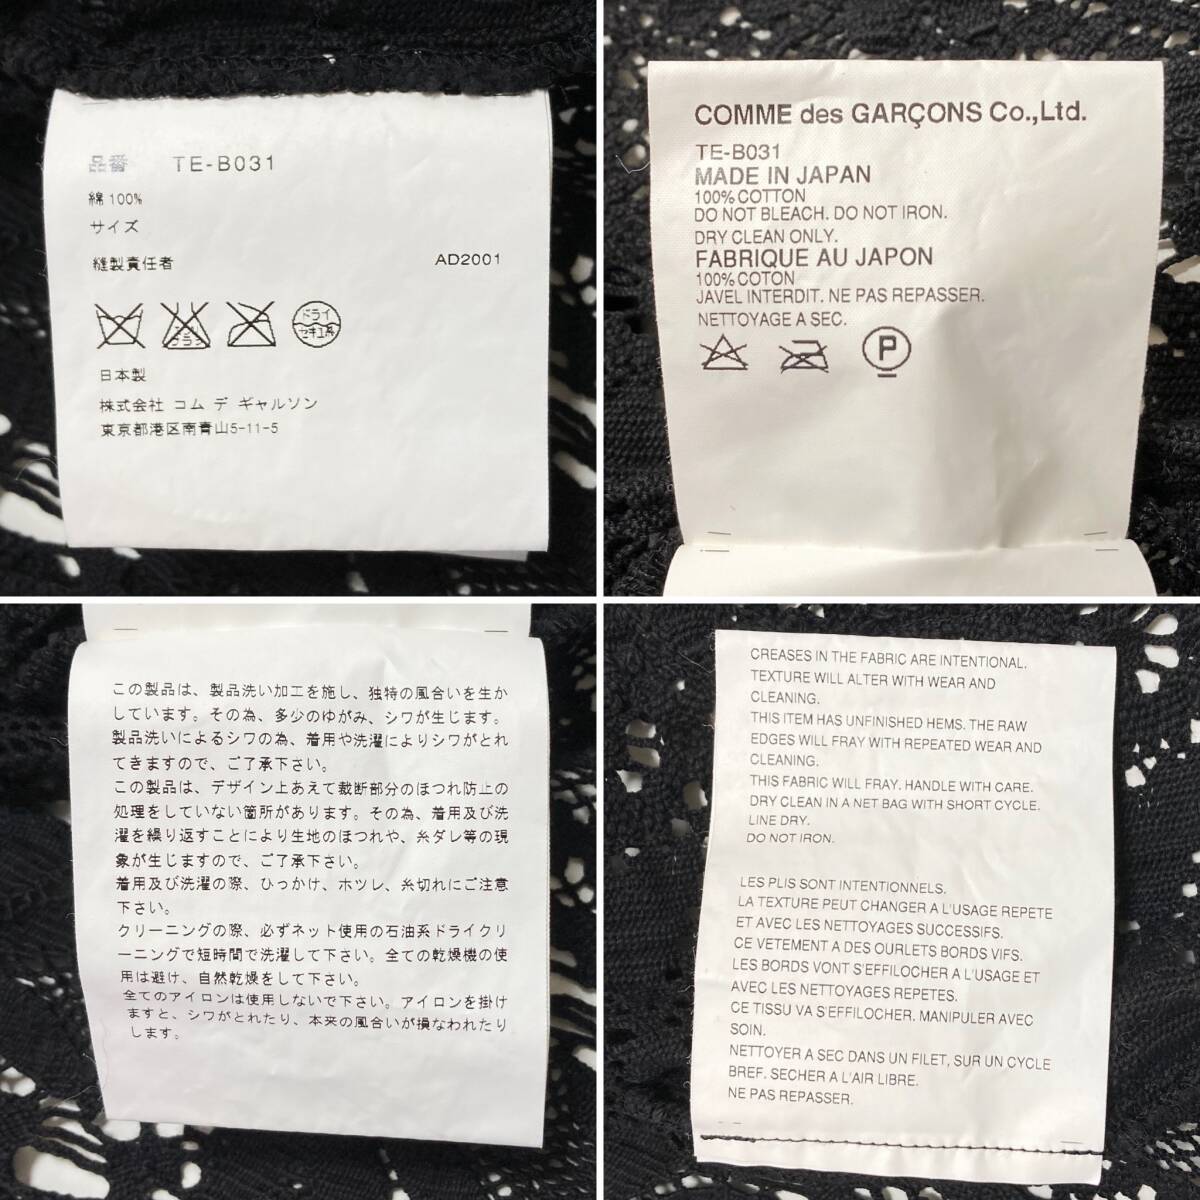 品番 TE-B031
綿 100%
サイズ
縫製責任者 AD2001
ドライ
セキユ系
日本製
株式会社 コム デ ギャルソン
東京都港区南青山5-11-5
COMME des GARÇONS Co.,Ltd.
TE-B031
MADE IN JAPAN
100% COTTON
DO NOT BLEACH. DO NOT IRON.
DRY CLEAN ONLY.
FABRIQUE AU JAPON
100% COTON
JAVEL INTERDIT. NE PAS REPASSER.
NETTOYAGE A SEC.
P
この製品は、製品洗い加工を施し、独特の風合いを生か
しています。その為、多少のゆがみ、シワが生じます。
製品洗いによるシワの為、着用や洗濯によりシワがとれ
てきますので、ご了承下さい。
この製品は、デザイン上あえて裁断部分のほつれ防止の
処理をしていない箇所があります。その為、着用及び洗
濯を繰り返すことにより生地のほつれや、糸ダレ等の現
象が生じますので、ご了承下さい。
着用及び洗濯の際、ひっかけ、ホツレ、糸切れにご注意
下さい。
クリーニングの際、必ずネット使用の石油系ドライクリ
ーニングで短時間で洗濯して下さい。全ての乾燥機の使
用は避け、自然乾燥をして下さい。
全てのアイロンは使用しないで下さい。アイロンを掛け
ますと、シワがとれたり、本来の風合いが損なわれたり
します。
CREASES IN THE FABRIC ARE INTENTIONAL.
TEXTURE WILL ALTER WITH WEAR AND
CLEANING.
THIS ITEM HAS UNFINISHED HEMS. THE RAW
EDGES WILL FRAY WITH REPEATED WEAR AND
CLEANING.
THIS FABRIC WILL FRAY. HANDLE WITH CARE.
DRY CLEAN IN A NET BAG WITH SHORT CYCLE.
LINE DRY.
DO NOT IRON.
LES PLIS SONT INTENTIONNELS.
LA TEXTURE PEUT CHANGER A L'USAGE REPETE
ET AVEC LES NETTOYAGES SUCCESSIFS.
CE VETEMENT A DES OURLETS BORDS VIFS.
LES BORDS VONT S'EFFILOCHER A L'USAGE ET
AVEC LES NETTOYAGES REPETES.
CE TISSU VA S'EFFILOCHER. MANIPULER AVEC
SOIN.
NETTOYER A SEC DANS UN FILET, SUR UN CYCLE
BREF. SECHER A L'AIR LIBRE.
NE PAS REPASSER.